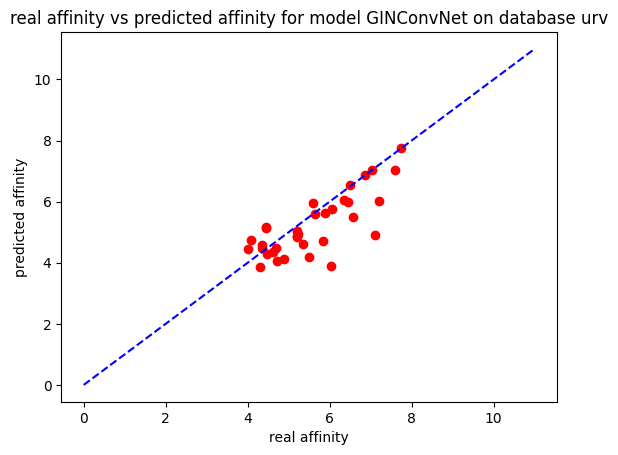 real affinity vs predicted affinity for model GINConvNet on database urv
predicted affinity
10
8
6
4
2
0
0 2 4 6 8 10
real affinity